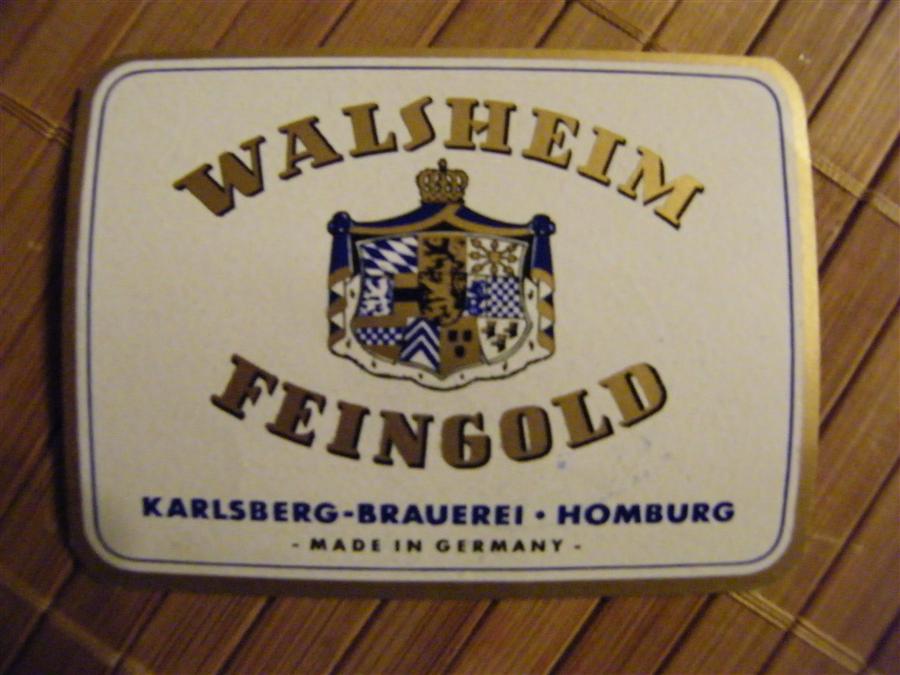 WALSHEIM
FEINGOLD
KARLSBERG-BRAUEREI • HOMBURG
- MADE IN GERMANY -